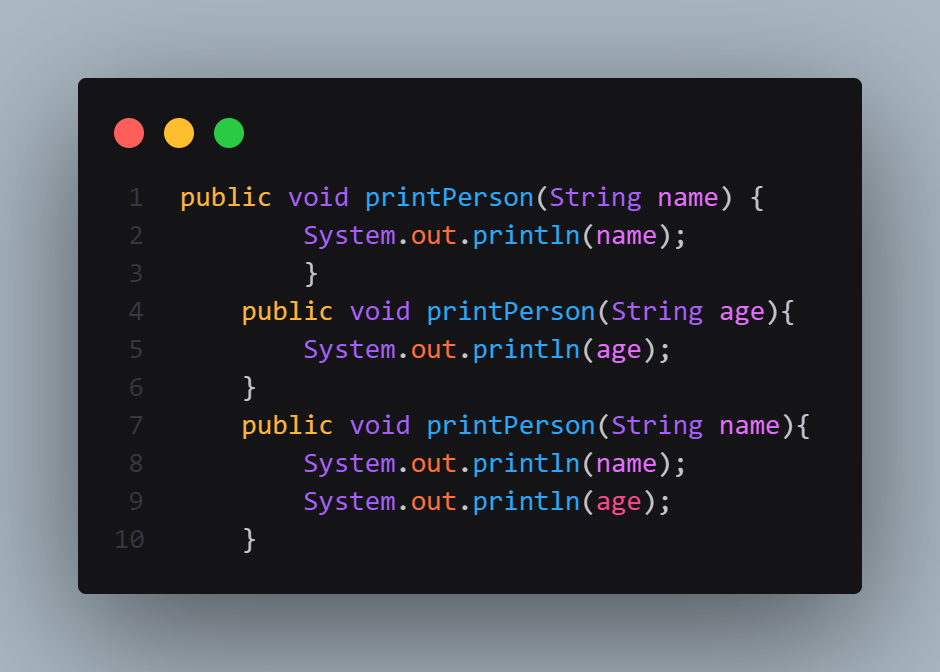 1 public void printPerson(String name) {
2         System.out.println(name);
3         }
4     public void printPerson(String age){
5         System.out.println(age);
6     }
7     public void printPerson(String name){
8         System.out.println(name);
9         System.out.println(age);
10     }